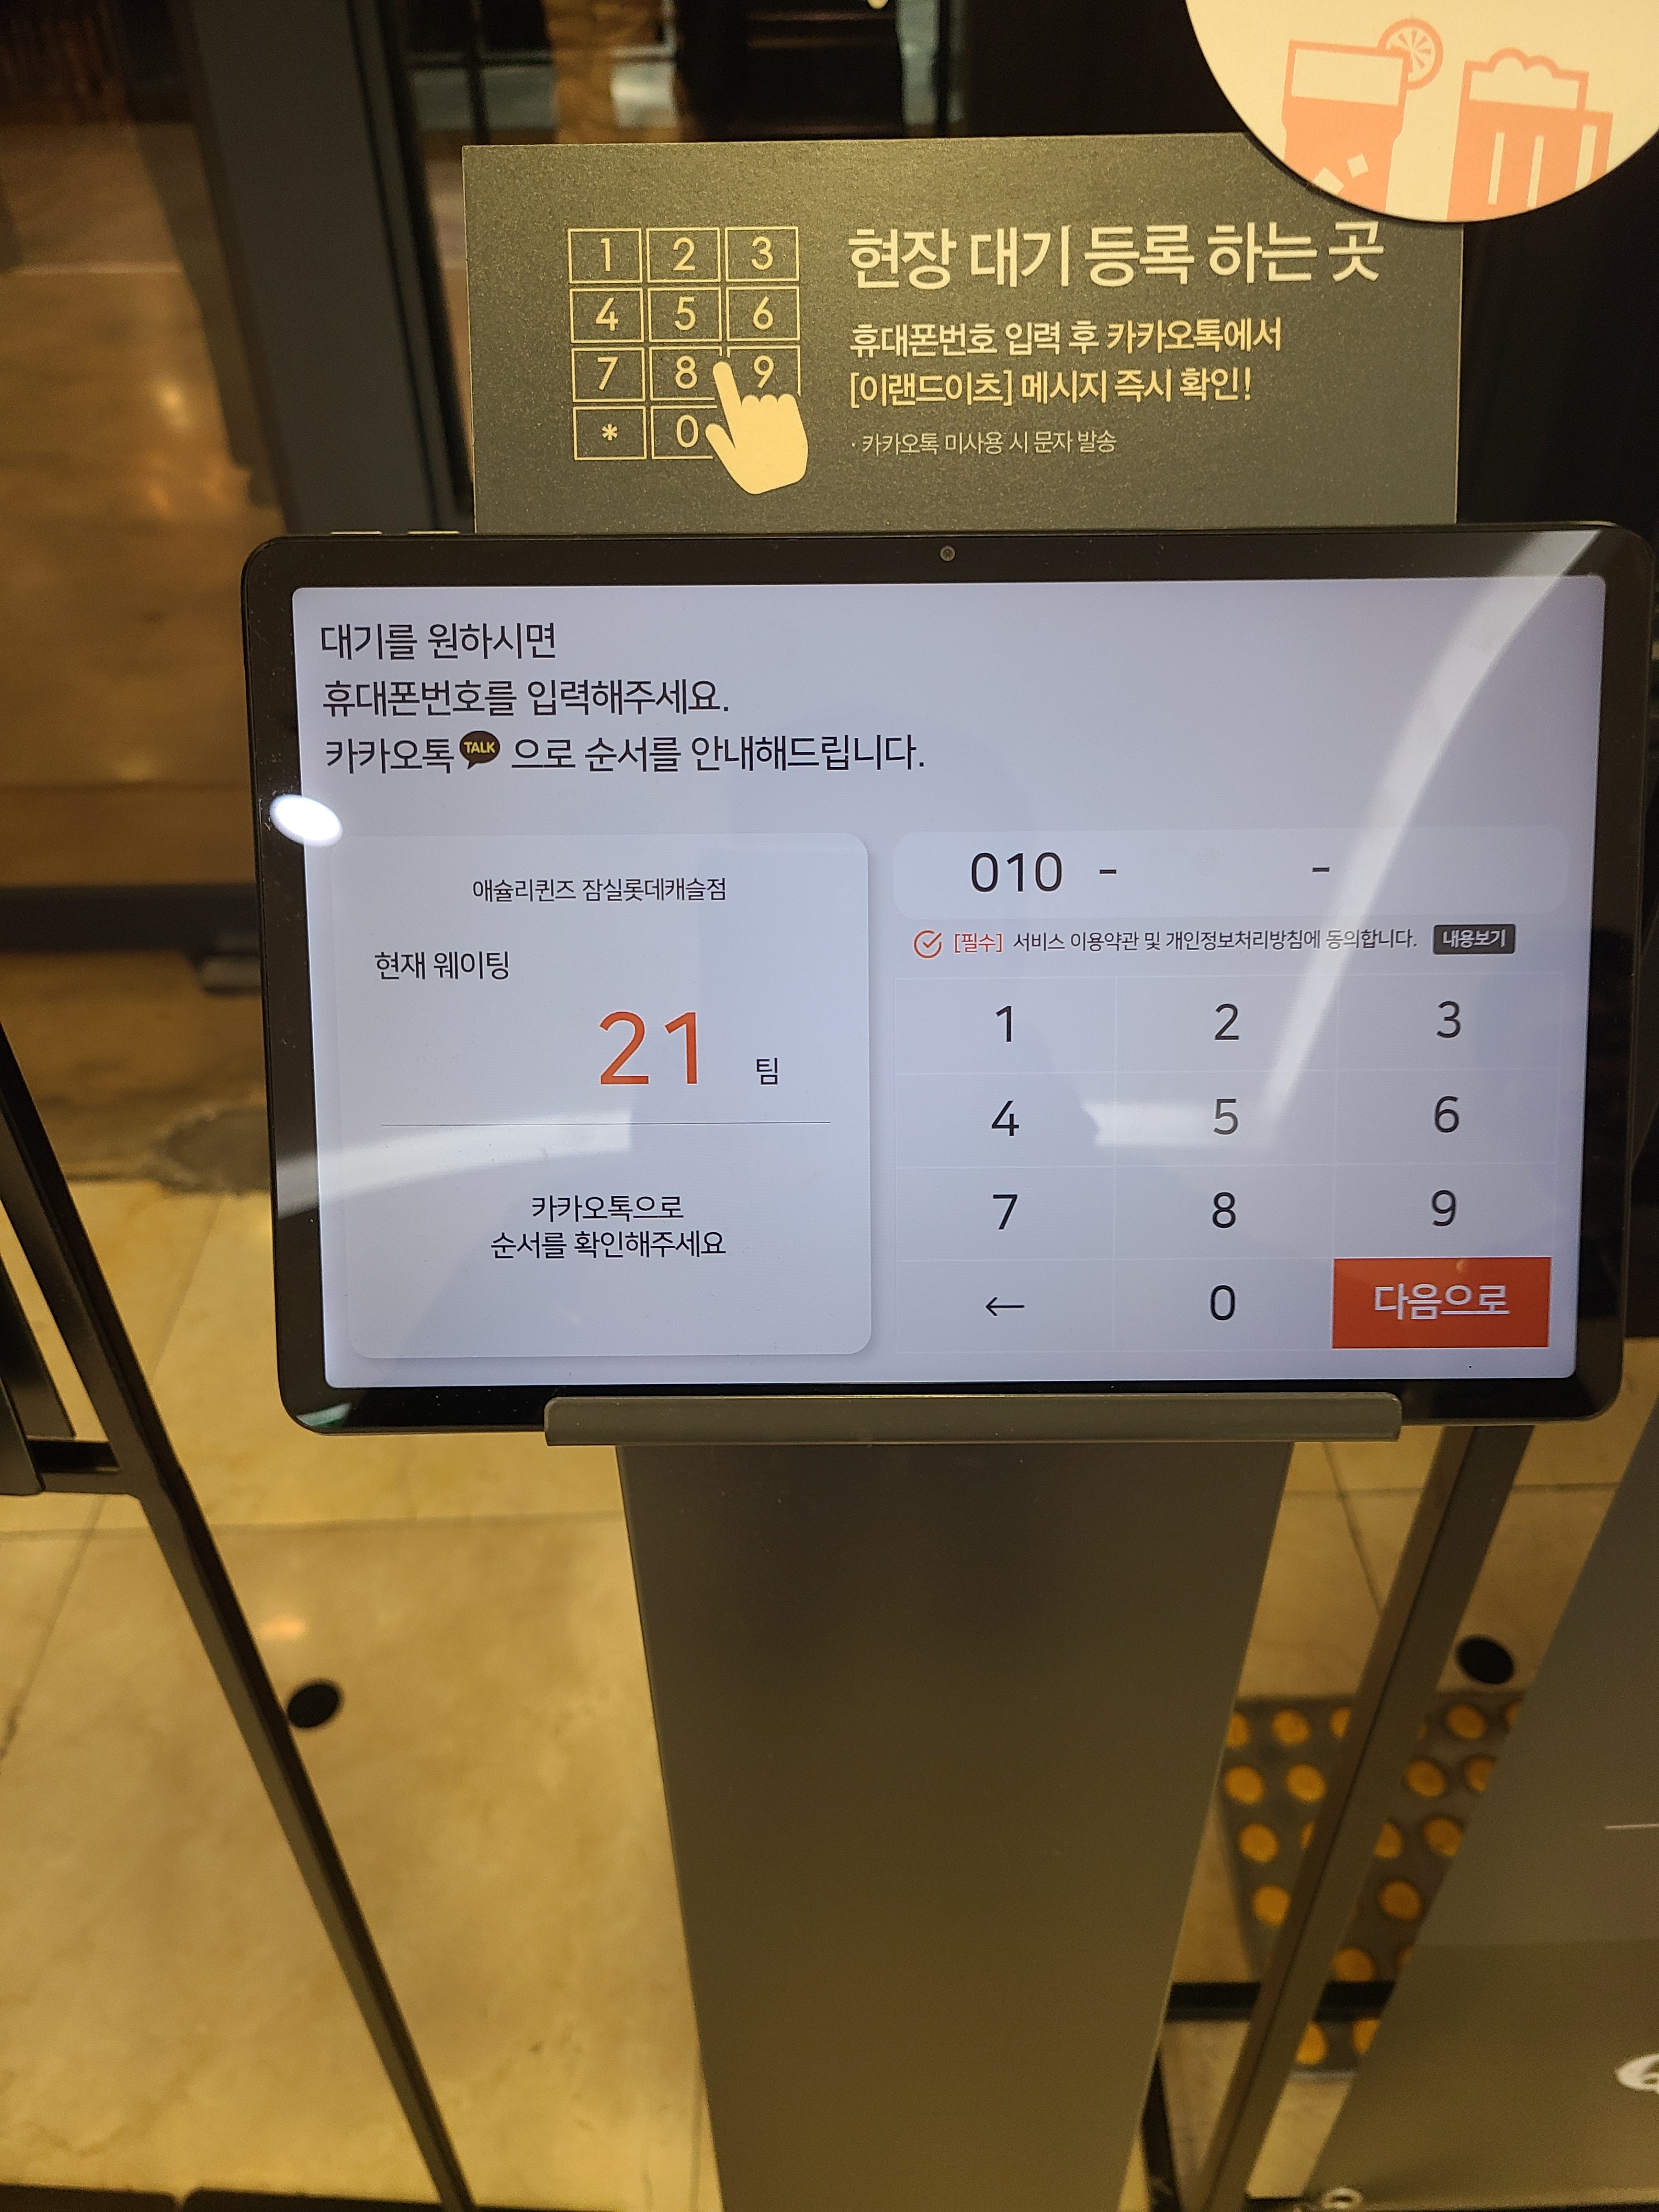 1 2 3
4 5 6
7 8 9
* 0
현장 대기 등록 하는 곳
휴대폰번호 입력 후 카카오톡에서
[이랜드이츠] 메시지 즉시 확인!
· 카카오톡 미사용 시 문자 발송
대기를 원하시면
휴대폰번호를 입력해주세요.
카카오톡 TALK 으로 순서를 안내해드립니다.
애슐리퀸즈 잠실롯데캐슬점
현재 웨이팅
21 팀
카카오톡으로
순서를 확인해주세요
010 - -
[필수] 서비스 이용약관 및 개인정보처리방침에 동의합니다. 내용보기
1 2 3
4 5 6
7 8 9
← 0 다음으로